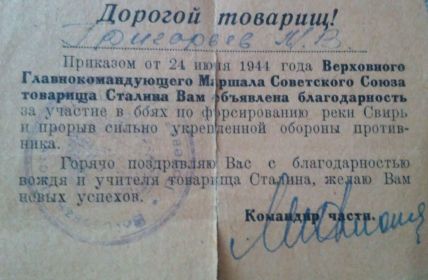 Дорогой товарищ!
Григорьев М. В.
Приказом от 24 июня 1944 года Верховного
Главнокомандующего Маршала Советского Союза
товарища Сталина Вам объявлена благодарность
за участие в боях по форсированию реки Свирь
и прорыв сильно укрепленной обороны против-
ника.
Горячо поздравляю Вас с благодарностью
вождя и учителя товарища Сталина, желаю Вам
новых успехов.
Командир части.